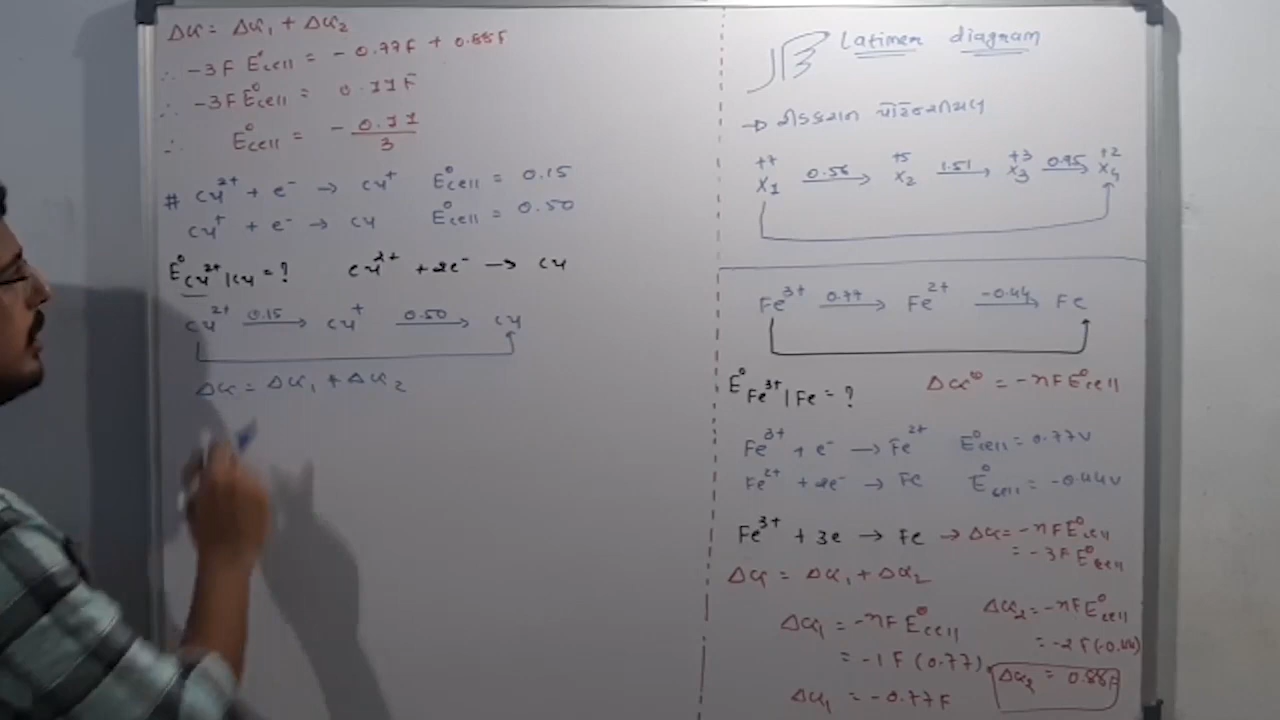 ΔG = ΔG₁ + ΔG₂
∴ -3F E°cell = -0.77F + 0.88F
∴ -3F E°cell = 0.11F
∴ E°cell = - 0.11/3
# Cu²⁺ + e⁻ → Cu⁺ E°cell = 0.15
Cu⁺ + e⁻ → Cu E°cell = 0.50
E°Cu²⁺|Cu = ? Cu²⁺ + 2e⁻ → Cu
Cu²⁺ 0.15→ Cu⁺ 0.50→ Cu
ΔG = ΔG₁ + ΔG₂
Latimer diagram
→
+7 +5 +3 +2
X₁ 0.56→ X₂ 1.51→ X₃ 0.95→ X₄
Fe³⁺ 0.77→ Fe²⁺ -0.44→ Fe
E°Fe³⁺|Fe = ? ΔG° = -nFE°cell
Fe³⁺ + e⁻ → Fe²⁺ E°cell = 0.77V
Fe²⁺ + 2e⁻ → Fe E°cell = -0.44V
Fe³⁺ + 3e → Fe → ΔG = -nFE°cell
= -3F E°cell
ΔG = ΔG₁ + ΔG₂
ΔG₁ = -nF E°cell
= -1F(0.77)
ΔG₁ = -0.77F
ΔG₂ = -nFE°cell
= -2F(-0.44)
ΔG₂ = 0.88F